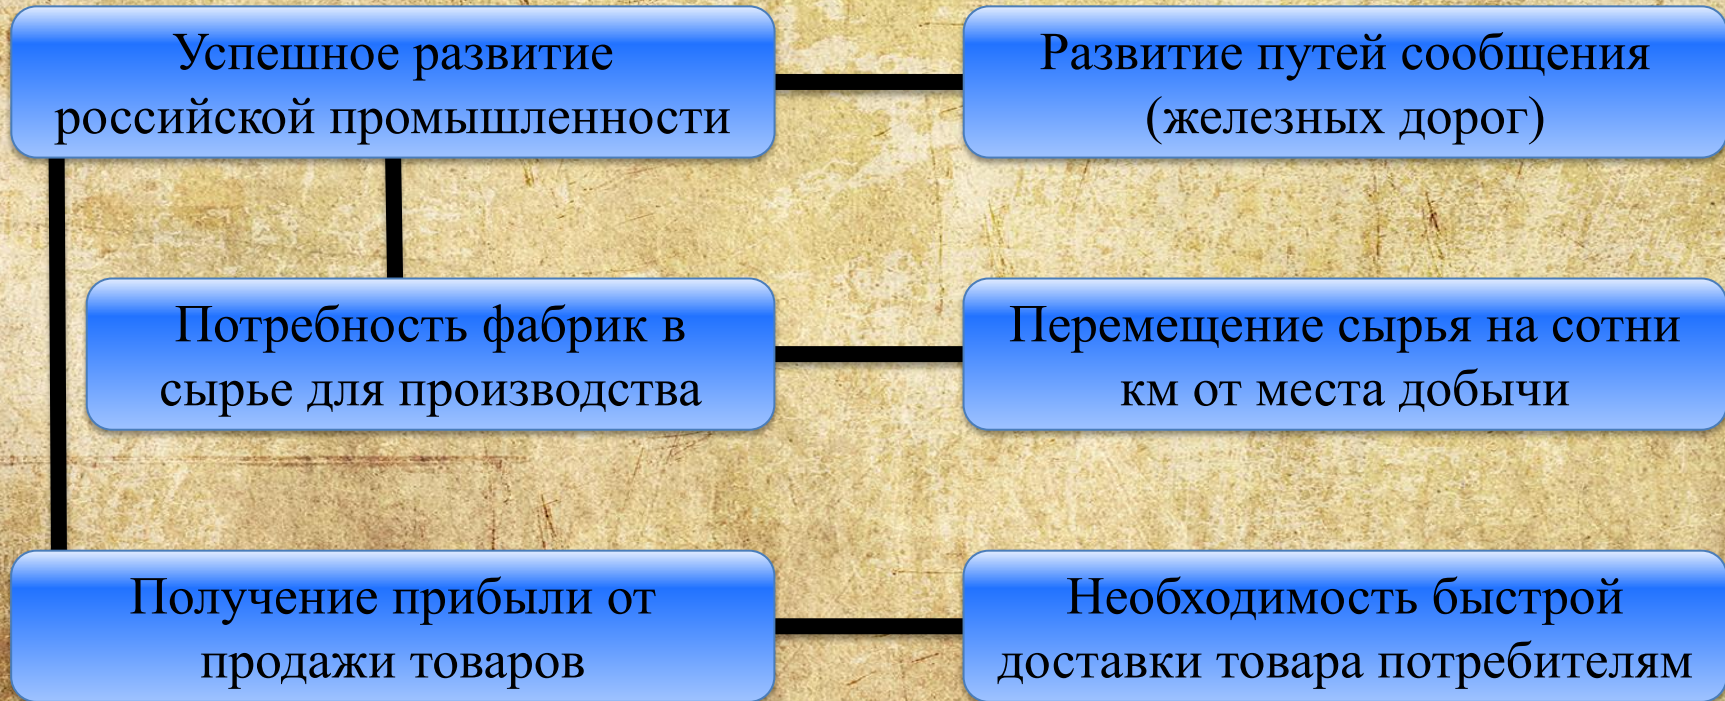 Успешное развитие
российской промышленности
Развитие путей сообщения
(железных дорог)
Потребность фабрик в
сырье для производства
Перемещение сырья на сотни
км от места добычи
Получение прибыли от
продажи товаров
Необходимость быстрой
доставки товара потребителям